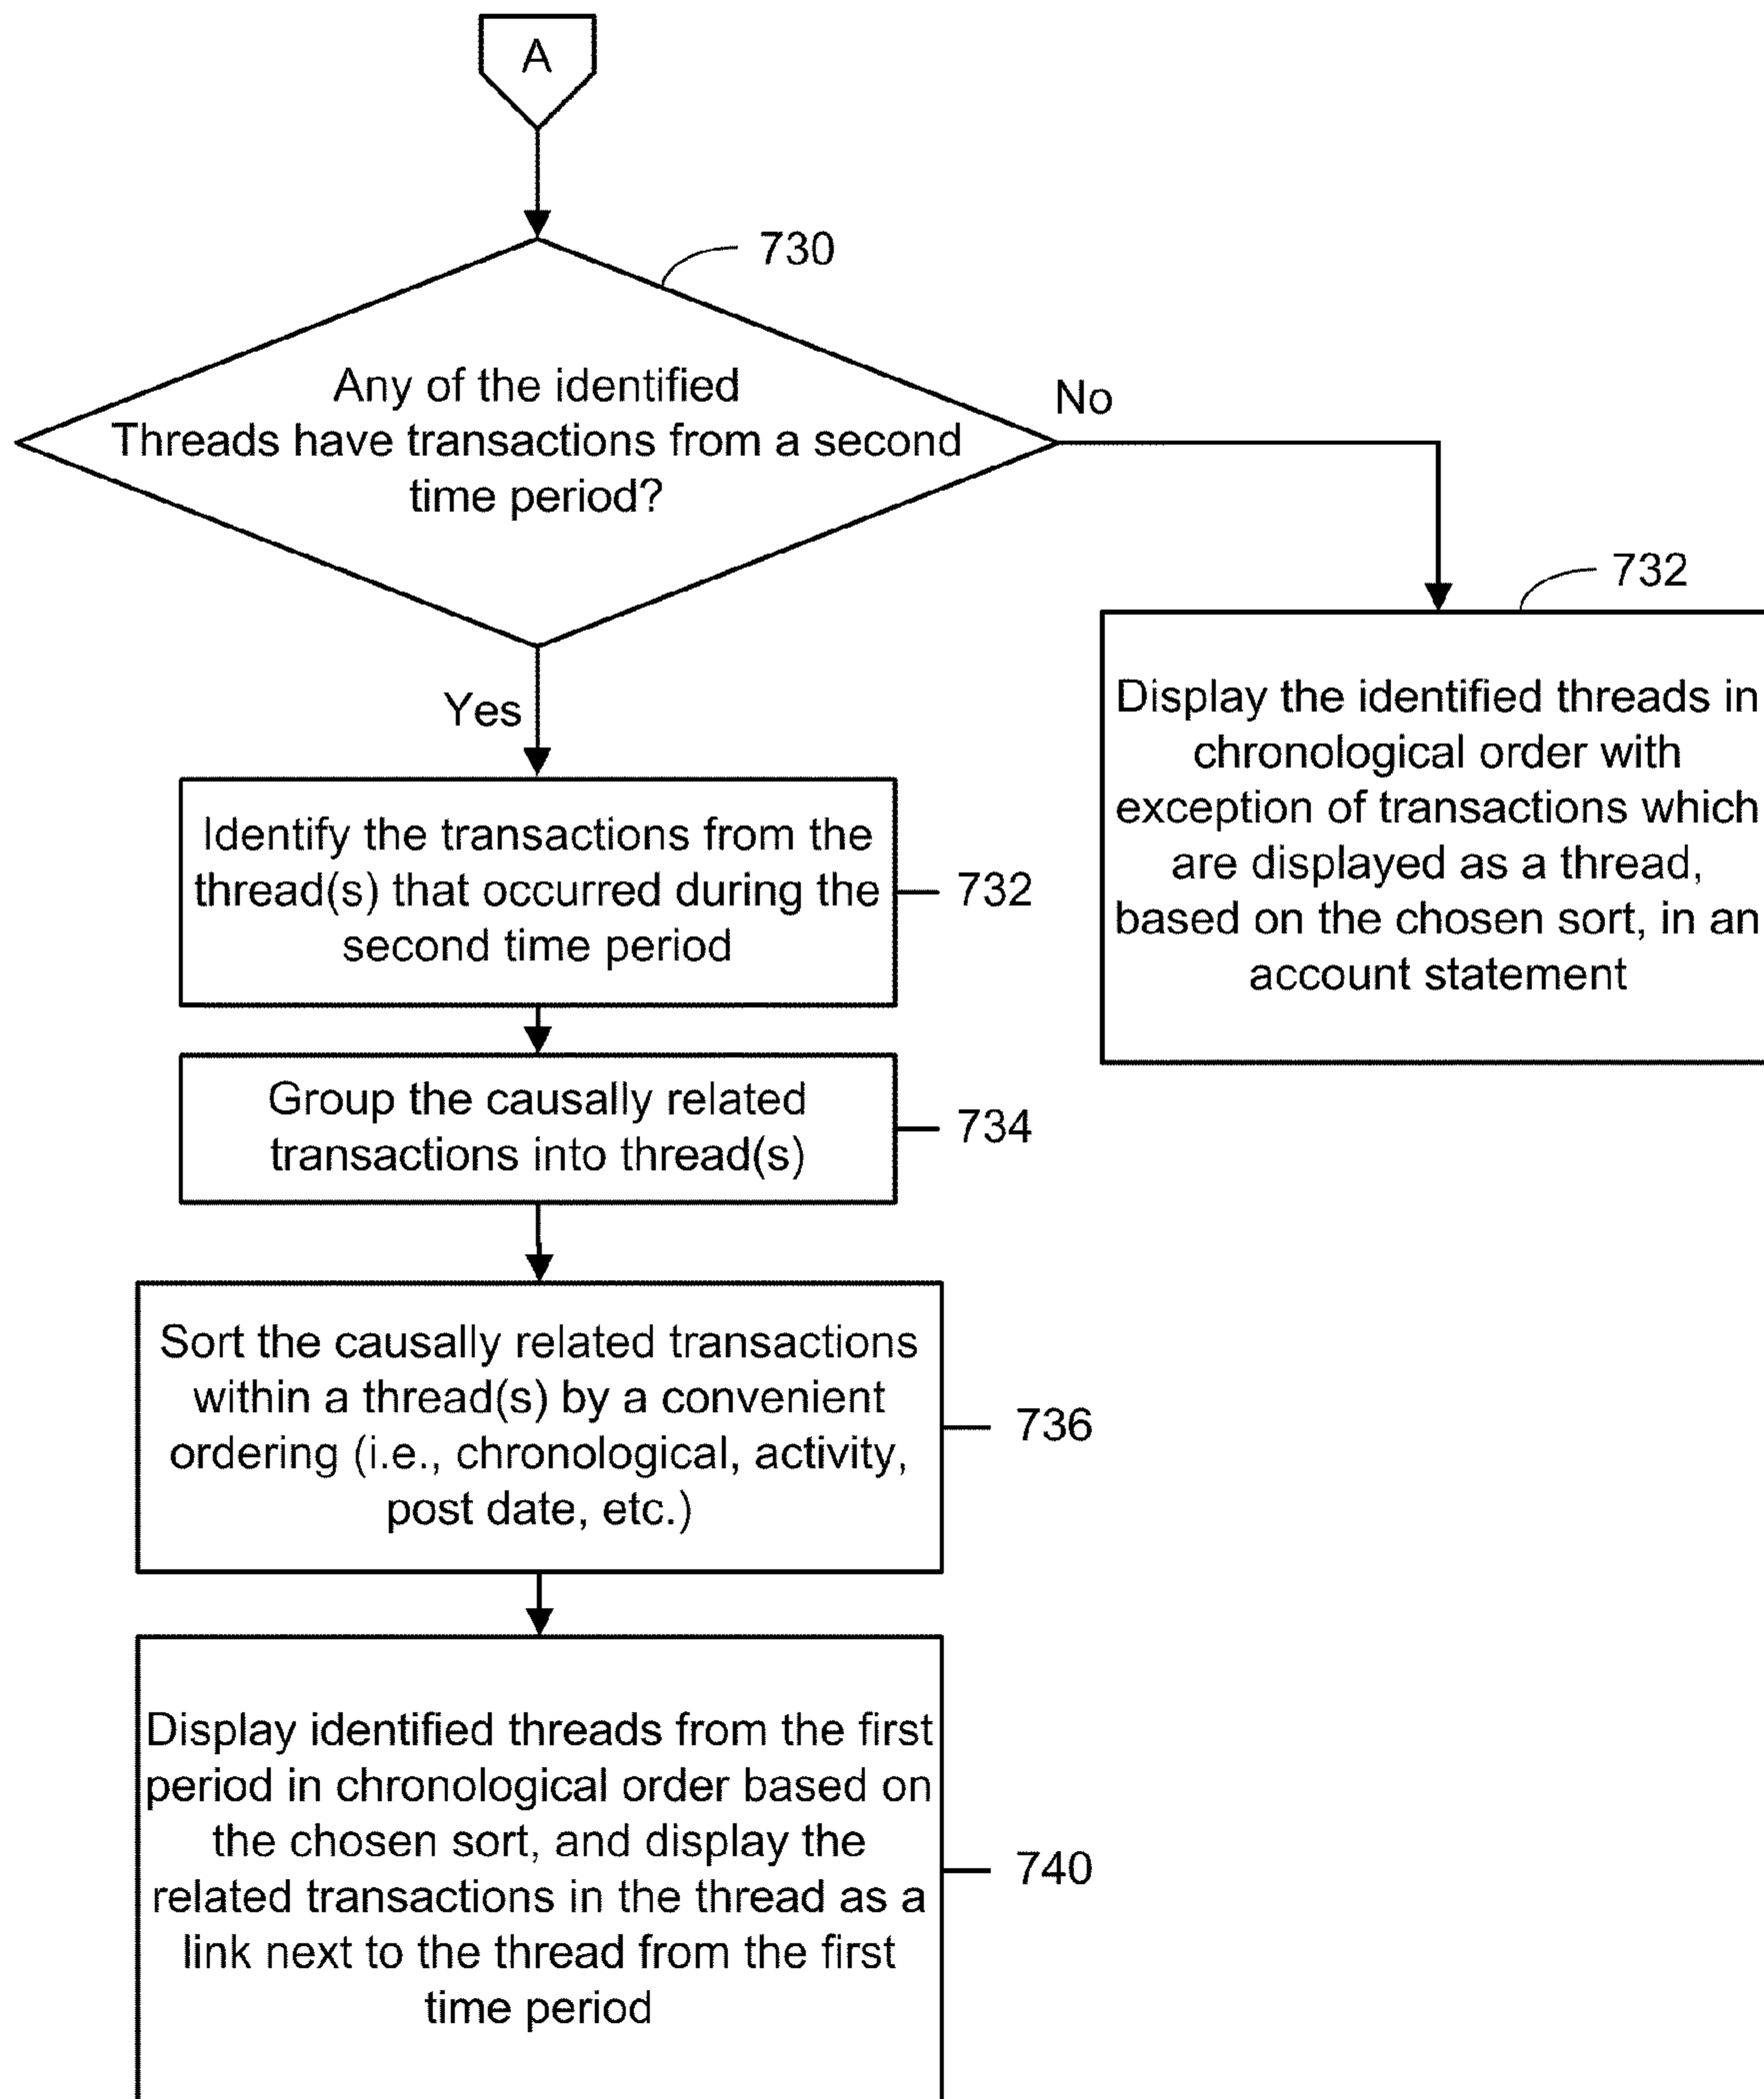 A
730
Any of the identified
Threads have transactions from a second
time period?
No
Yes
732
Display the identified threads in
chronological order with
exception of transactions which
are displayed as a thread,
based on the chosen sort, in an
account statement
Identify the transactions from the
thread(s) that occurred during the
second time period
732
Group the causally related
transactions into thread(s)
734
Sort the causally related transactions
within a thread(s) by a convenient
ordering (i.e., chronological, activity,
post date, etc.)
736
Display identified threads from the first
period in chronological order based on
the chosen sort, and display the
related transactions in the thread as a
link next to the thread from the first
time period
740